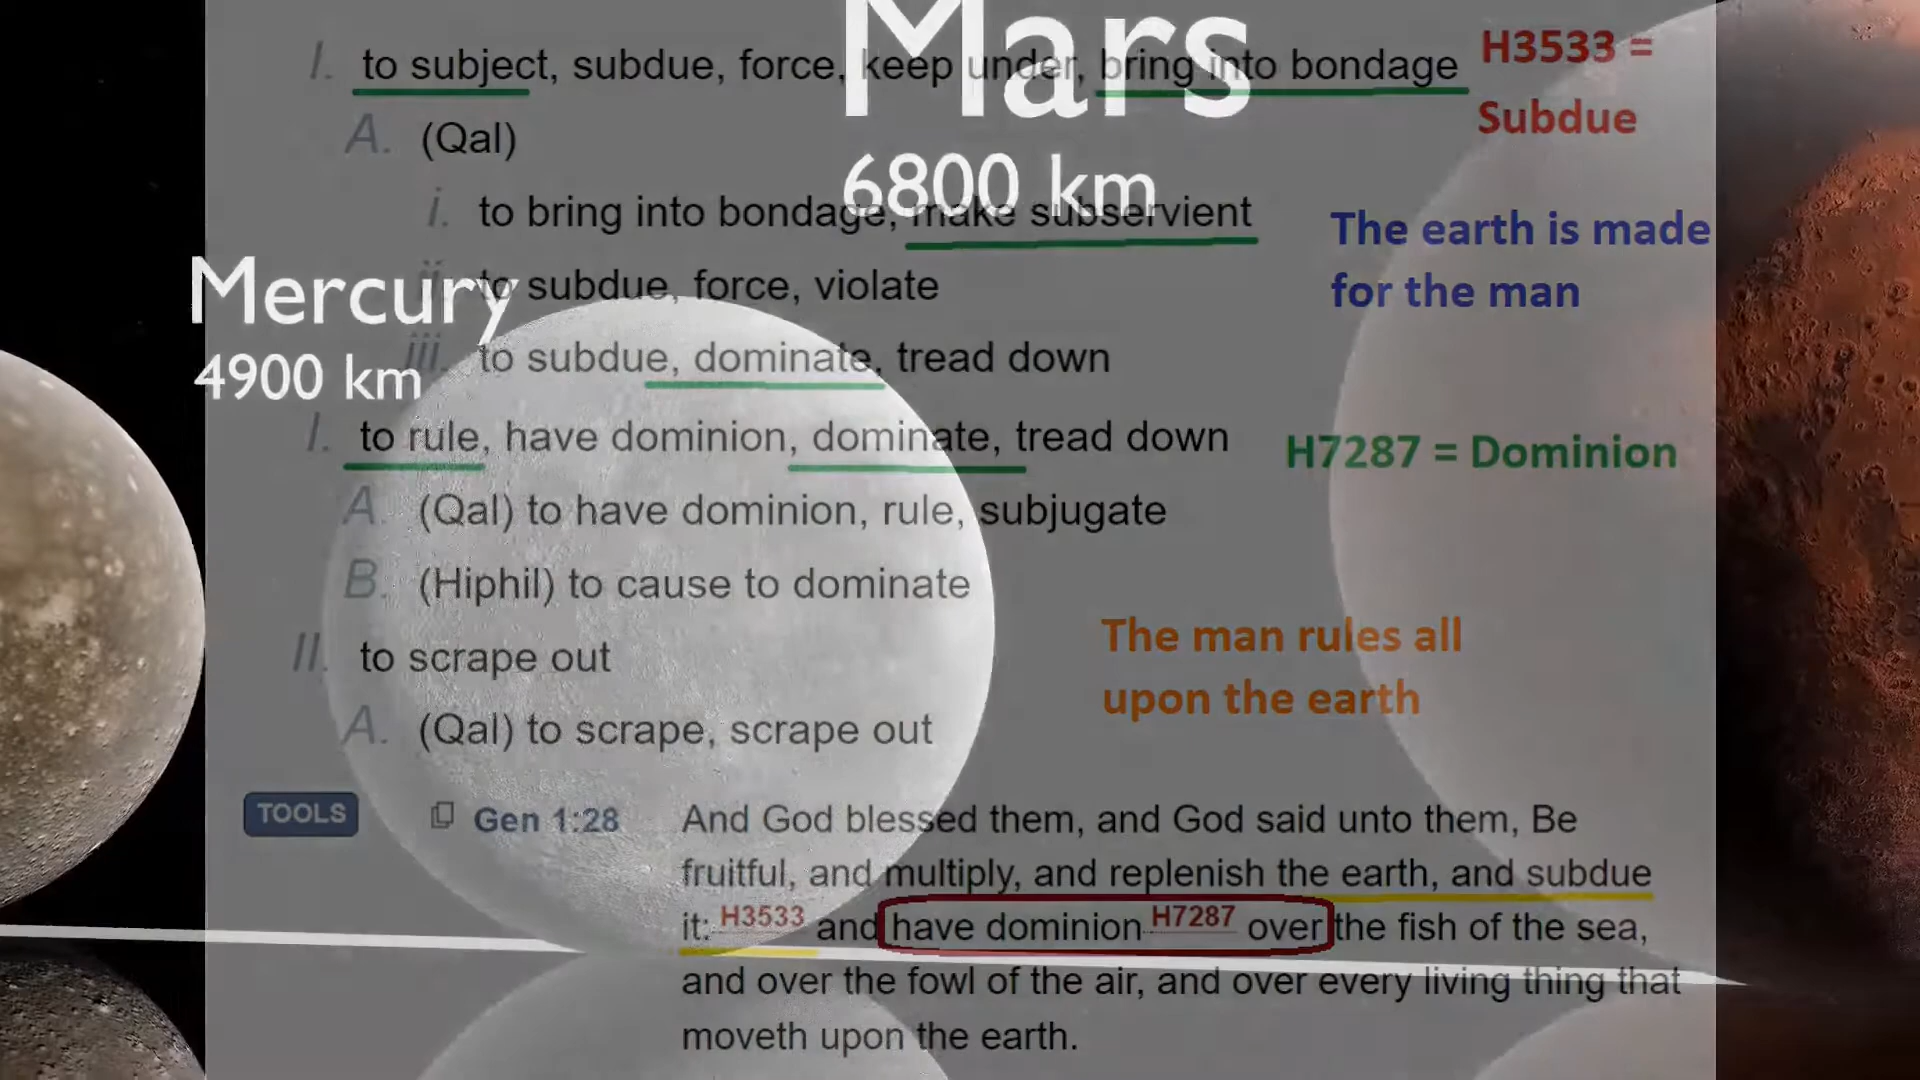 Mars
6800 km
Mercury
4900 km
I. to subject, subdue, force, keep under, bring into bondage
H3533 =
Subdue
A. (Qal)
i. to bring into bondage, make subservient
The earth is made
for the man
ii. to subdue, force, violate
iii. to subdue, dominate, tread down
I. to rule, have dominion, dominate, tread down
H7287 = Dominion
A. (Qal) to have dominion, rule, subjugate
B. (Hiphil) to cause to dominate
The man rules all
upon the earth
II. to scrape out
A. (Qal) to scrape, scrape out
TOOLS
Gen 1:28
And God blessed them, and God said unto them, Be
fruitful, and multiply, and replenish the earth, and subdue
it: H3533 and have dominion H7287 over the fish of the sea,
and over the fowl of the air, and over every living thing that
moveth upon the earth.